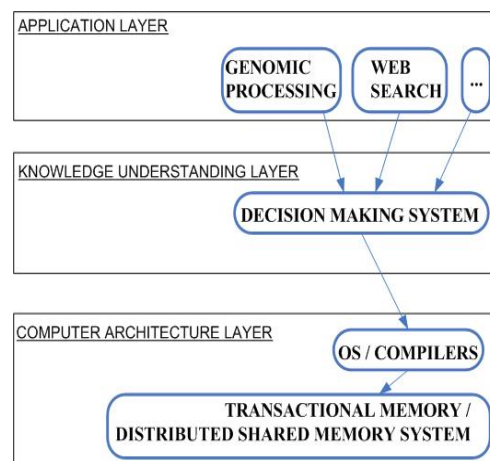 APPLICATION LAYER
GENOMIC
PROCESSING
WEB
SEARCH
...
KNOWLEDGE UNDERSTANDING LAYER
DECISION MAKING SYSTEM
COMPUTER ARCHITECTURE LAYER
OS / COMPILERS
TRANSACTIONAL MEMORY /
DISTRIBUTED SHARED MEMORY SYSTEM